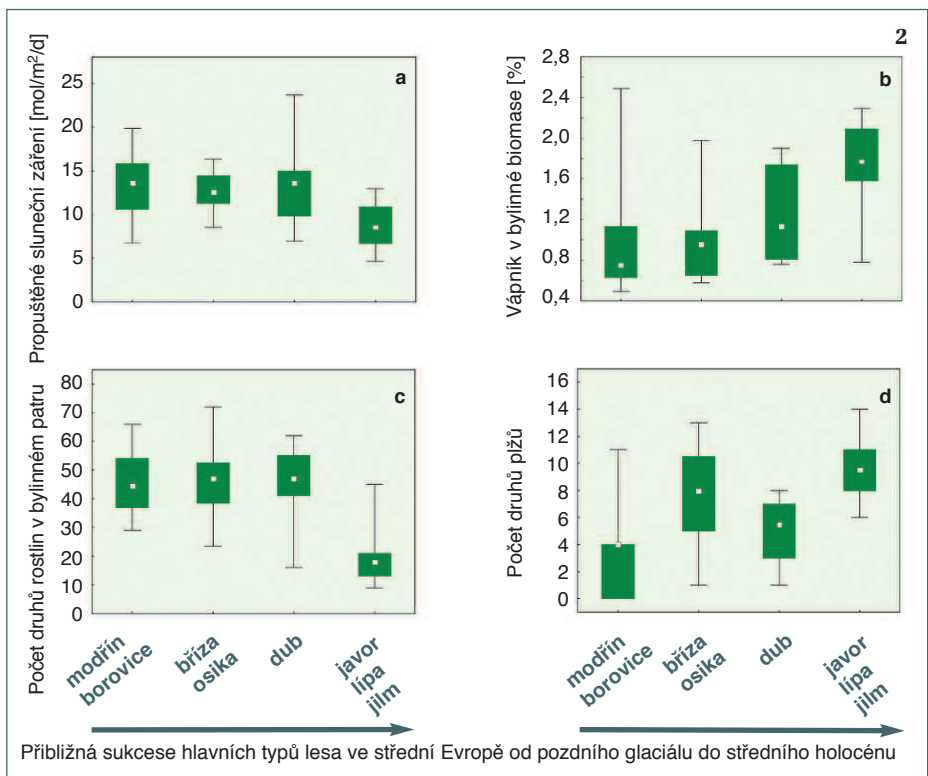 2
a
Propuštěné sluneční záření [mol/m²/d]
25
20
15
10
5
0
b
Vápník v bylinné biomase [%]
2,8
2,4
2,0
1,6
1,2
0,8
0,4
c
Počet druhů rostlin v bylinném patru
80
70
60
50
40
30
20
10
0
d
Počet druhů plžů
16
14
12
10
8
6
4
2
0
modřín
borovice
bříza
osika
dub
javor
lípa
jilm
modřín
borovice
bříza
osika
dub
javor
lípa
jilm
Přibližná sukcese hlavních typů lesa ve střední Evropě od pozdního glaciálu do středního holocénu